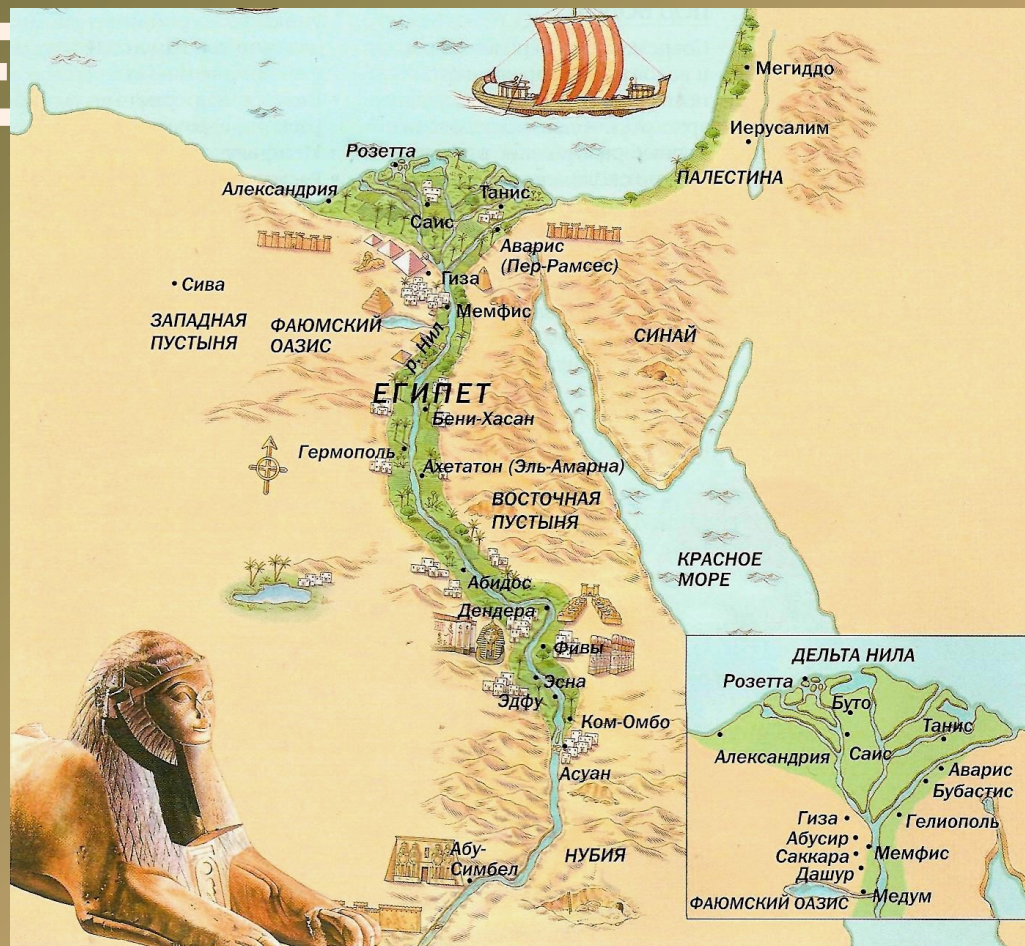 Мегиддо
Иерусалим
ПАЛЕСТИНА
Розетта
Александрия
Танис
Саис
Аварис
(Пер-Рамсес)
Гиза
Сива
Мемфис
ЗАПАДНАЯ
ПУСТЫНЯ
ФАЮМСКИЙ
ОАЗИС
р. Нил
СИНАЙ
ЕГИПЕТ
Бени-Хасан
Гермополь
Ахетатон (Эль-Амарна)
ВОСТОЧНАЯ
ПУСТЫНЯ
КРАСНОЕ
МОРЕ
Абидос
Дендера
Фивы
Эсна
Эдфу
Ком-Омбо
Асуан
Абу-
Симбел
НУБИЯ
ДЕЛЬТА НИЛА
Розетта
Буто
Танис
Александрия
Саис
Аварис
Бубастис
Гиза
Гелиополь
Абусир
Саккара
Мемфис
Дашур
Медум
ФАЮМСКИЙ ОАЗИС